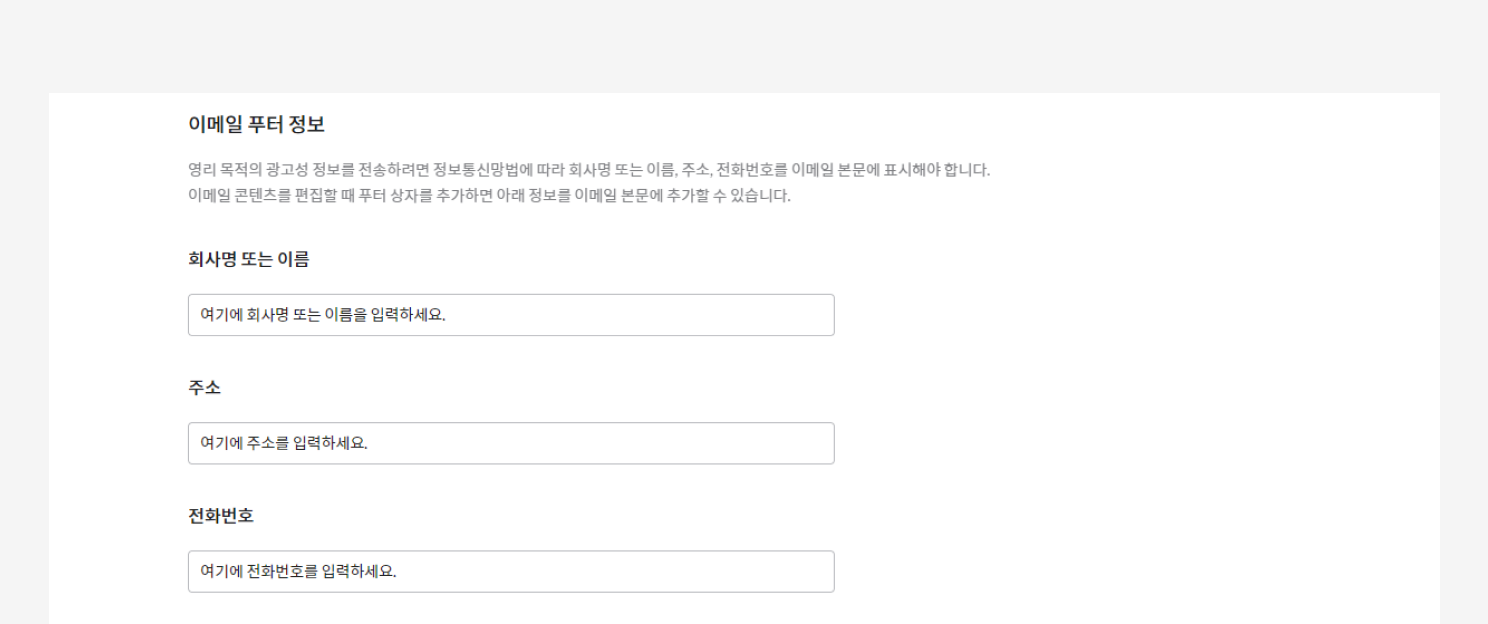 이메일 푸터 정보
영리 목적의 광고성 정보를 전송하려면 정보통신망법에 따라 회사명 또는 이름, 주소, 전화번호를 이메일 본문에 표시해야 합니다.
이메일 콘텐츠를 편집할 때 푸터 상자를 추가하면 아래 정보를 이메일 본문에 추가할 수 있습니다.
회사명 또는 이름
여기에 회사명 또는 이름을 입력하세요.
주소
여기에 주소를 입력하세요.
전화번호
여기에 전화번호를 입력하세요.